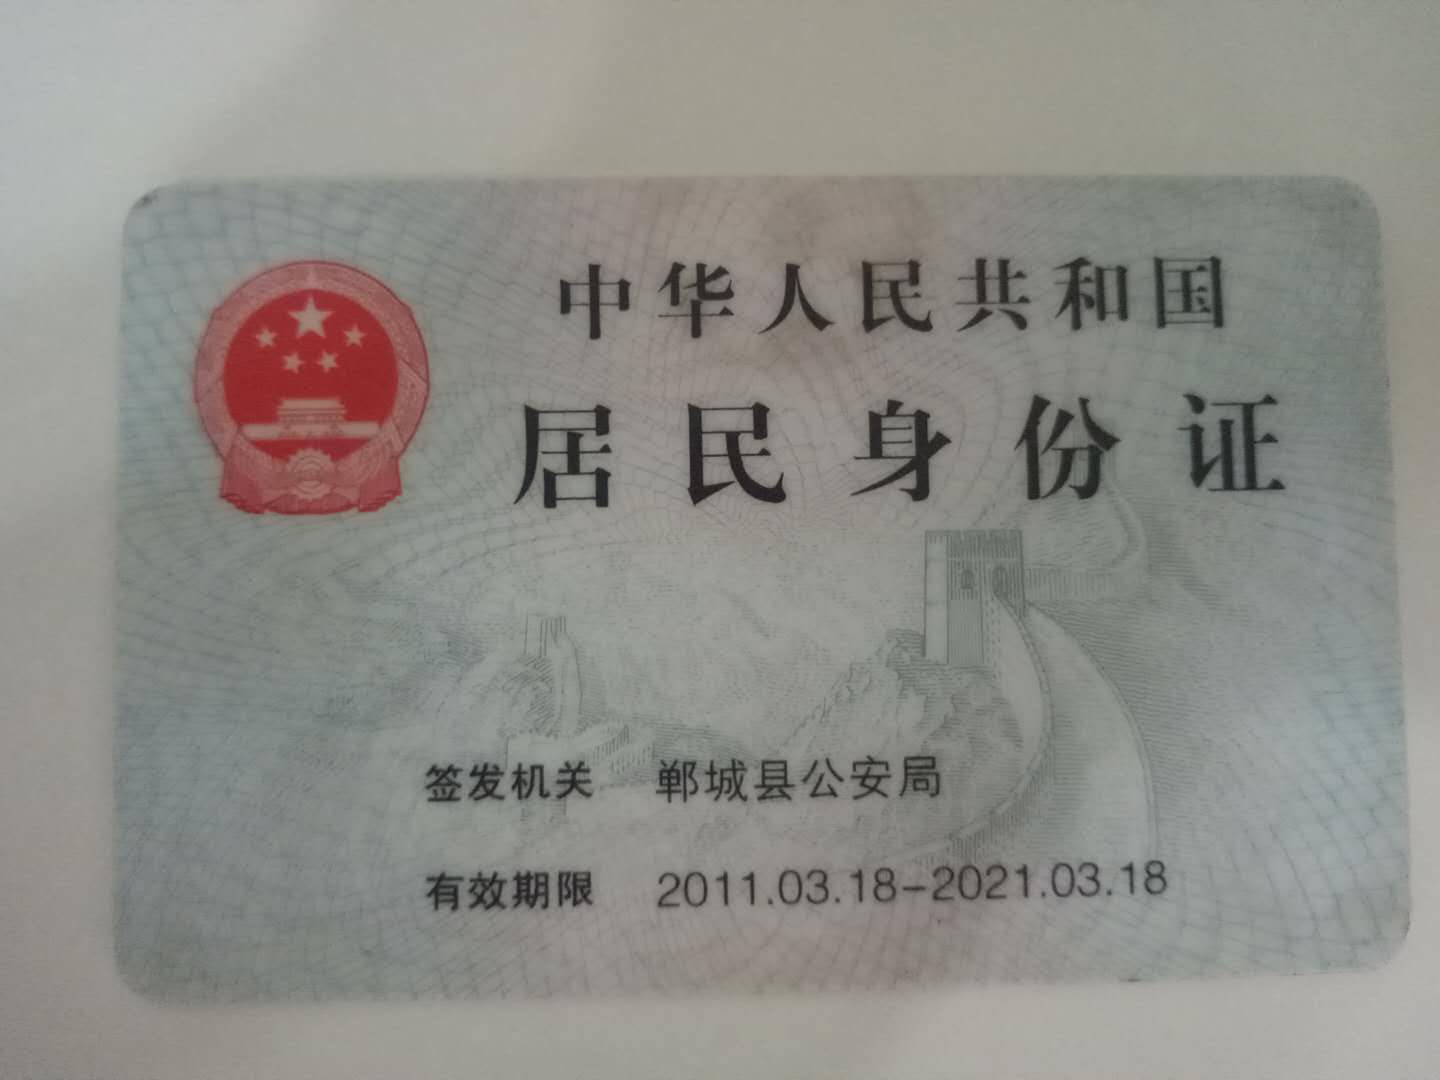 中华人民共和国
居民身份证
签发机关 郸城县公安局
有效期限 2011.03.18-2021.03.18